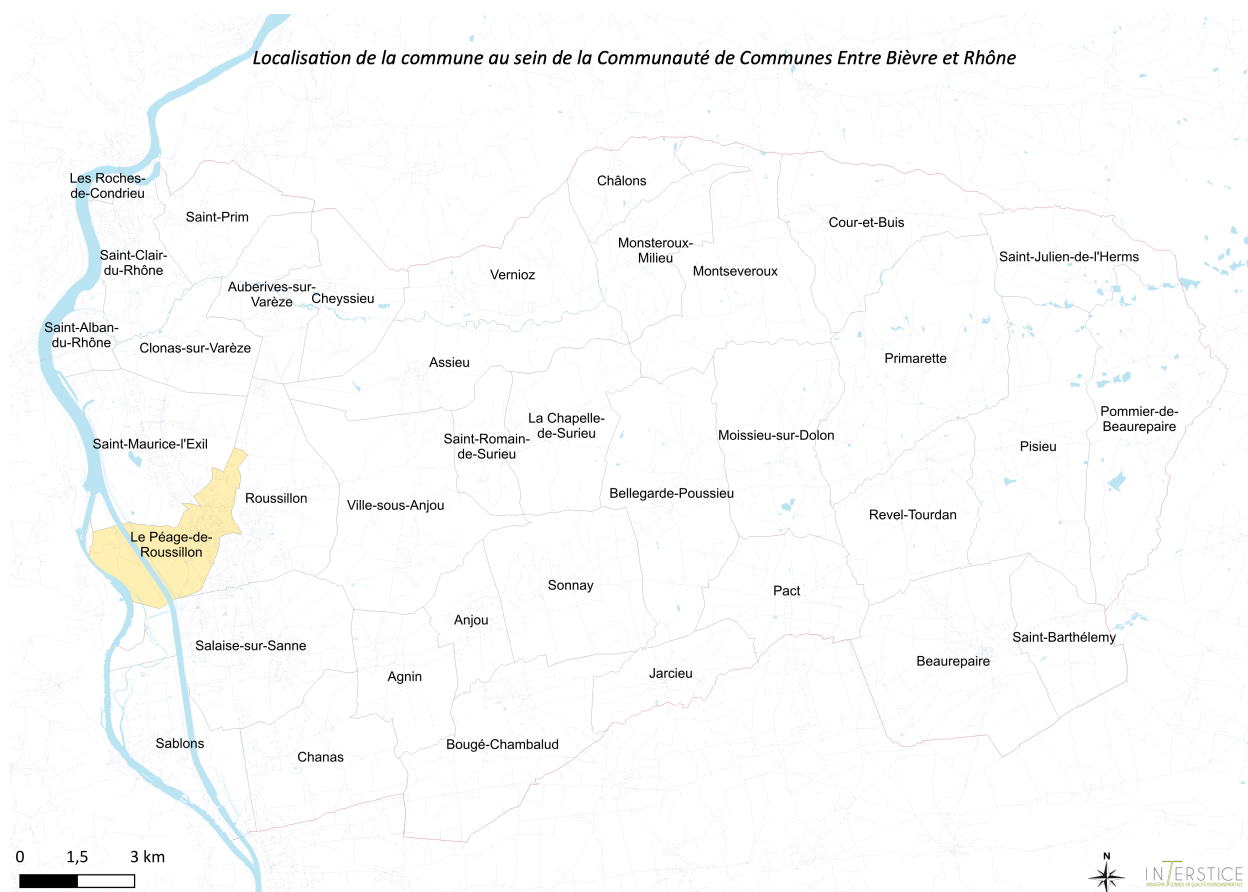 Localisation de la commune au sein de la Communauté de Communes Entre Bièvre et Rhône
Les Roches-
de-Condrieu
Châlons
Saint-Prim
Cour-et-Buis
Saint-Clair-
du-Rhône
Monsteroux-
Milieu
Montseveroux
Saint-Julien-de-l'Herms
Vernioz
Auberives-sur-
Varèze
Cheyssieu
Saint-Alban-
du-Rhône
Clonas-sur-Varèze
Assieu
Primarette
Pommier-de-
Beaurepaire
La Chapelle-
de-Surieu
Saint-Romain-
de-Surieu
Moissieu-sur-Dolon
Saint-Maurice-l'Exil
Pisieu
Roussillon
Ville-sous-Anjou
Bellegarde-Poussieu
Revel-Tourdan
Le Péage-de-
Roussillon
Sonnay
Pact
Anjou
Salaise-sur-Sanne
Saint-Barthélemy
Beaurepaire
Agnin
Jarcieu
Sablons
Chanas
Bougé-Chambalud
0 1,5 3 km
N
INTERSTICE
URBANISME CONSEIL EN QUALITÉ ENVIRONNEMENTALE